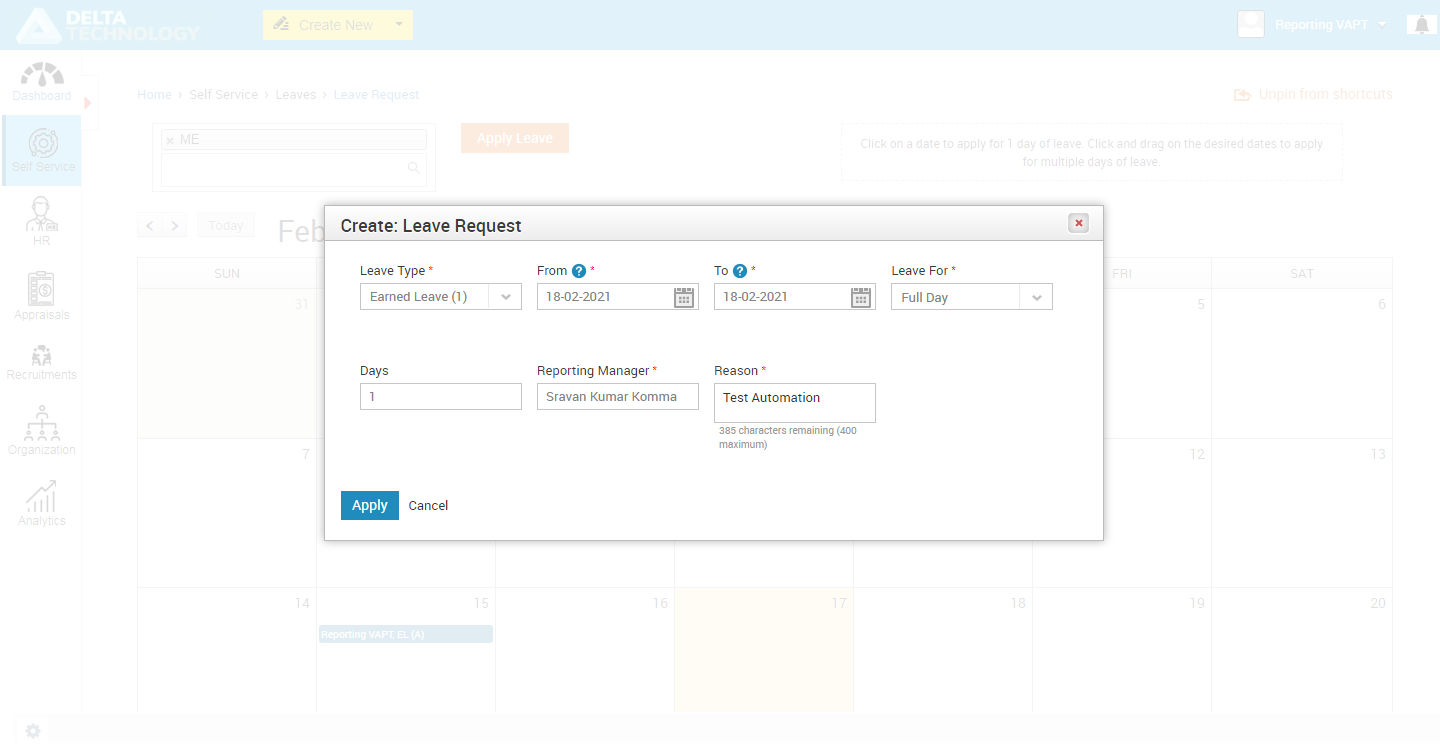 DELTA
TECHNOLOGY
Create New
Reporting VAPT
Dashboard
Self Service
HR
Appraisals
Recruitments
Organization
Analytics
Home > Self Service > Leaves > Leave Request
Unpin from shortcuts
× ME
Apply Leave
Click on a date to apply for 1 day of leave. Click and drag on the desired dates to apply
for multiple days of leave.
Today
Feb
SUN
FRI
SAT
31
5
6
Create: Leave Request
Leave Type *
From ? *
To ? *
Leave For *
Earned Leave (1)
18-02-2021
18-02-2021
Full Day
Days
Reporting Manager *
Reason *
1
Sravan Kumar Komma
Test Automation
385 characters remaining (400
maximum)
Apply
Cancel
7
12
13
14
15
16
17
18
19
20
Reporting VAPT EL (A)